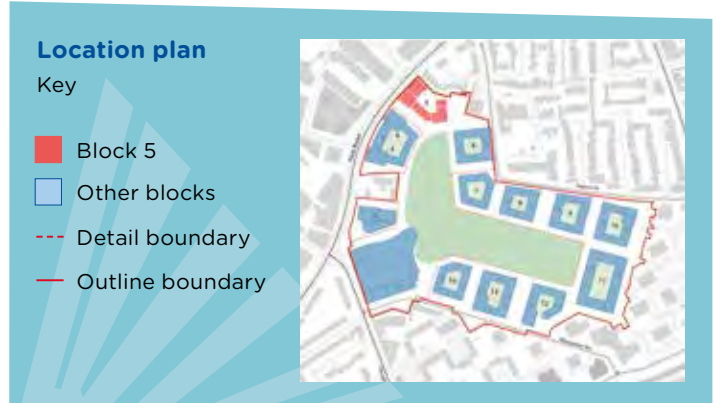 Location plan
Key
Block 5
Other blocks
Detail boundary
Outline boundary